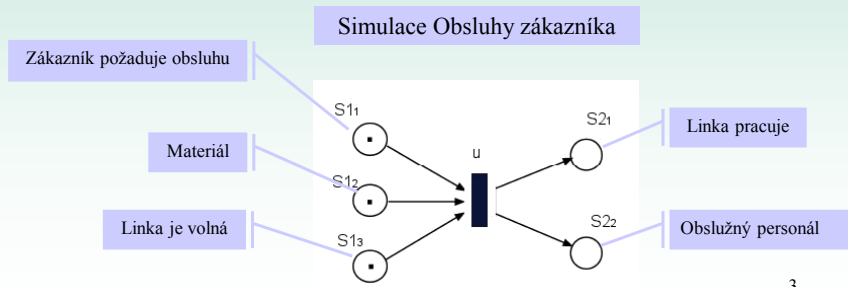 Simulace Obsluhy zákazníka
Zákazník požaduje obsluhu
S1₁
S2₁
Linka pracuje
Materiál
u
S1₂
Linka je volná
S1₃
S2₂
Obslužný personál
3